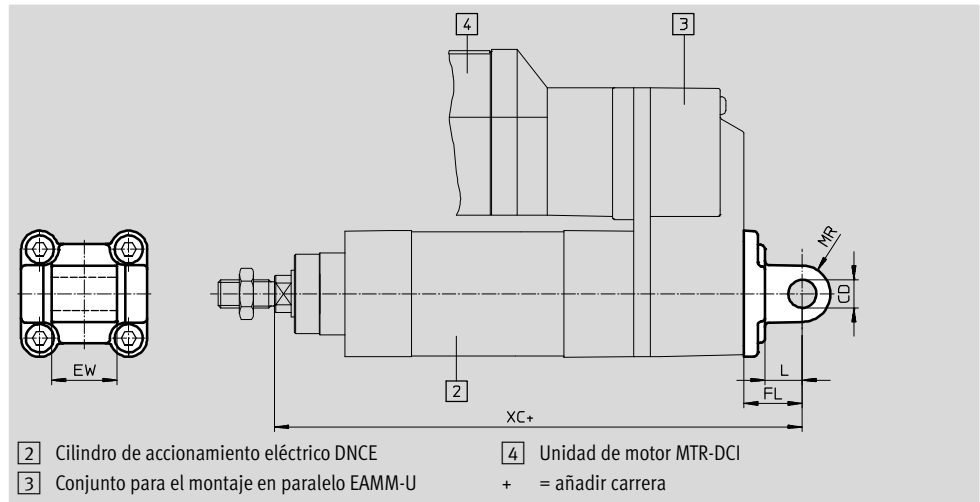 4
3
MR
CD
EW
L
FL
2
XC+
2 Cilindro de accionamiento eléctrico DNCE
3 Conjunto para el montaje en paralelo EAMM-U
4 Unidad de motor MTR-DCI
+ = añadir carrera